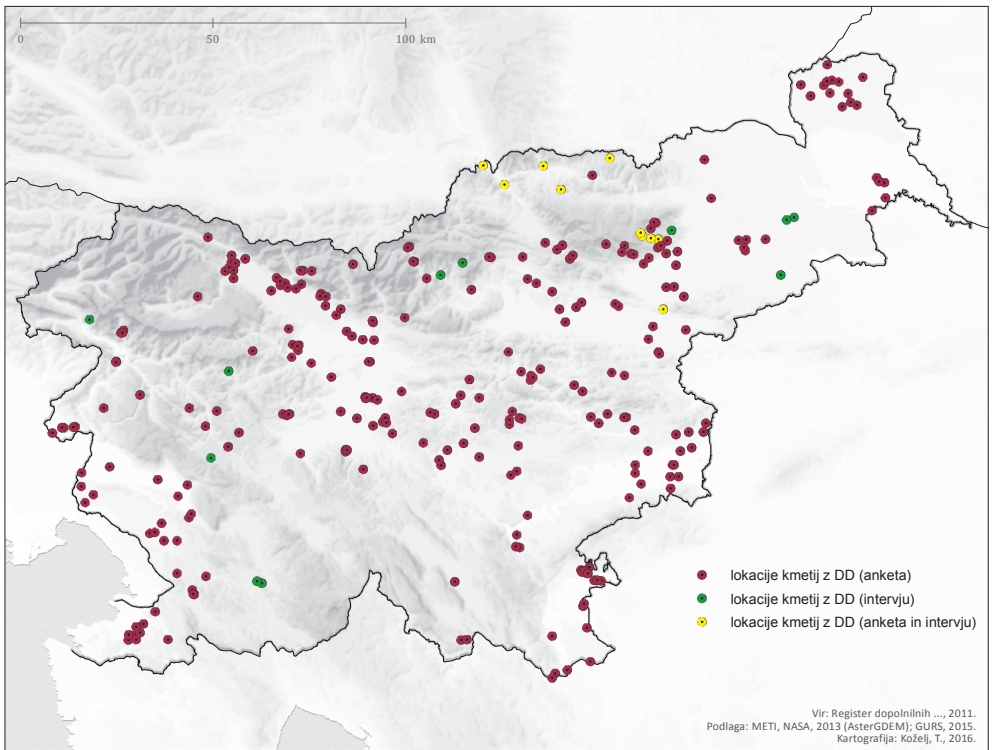 0 50 100 km
lokacije kmetij z DD (anketa)
lokacije kmetij z DD (intervju)
lokacije kmetij z DD (anketa in intervju)
Vir: Register dopolnilnih ..., 2011.
Podlaga: METI, NASA, 2013 (AsterGDEM); GURS, 2015.
Kartografija: Koželj, T., 2016.